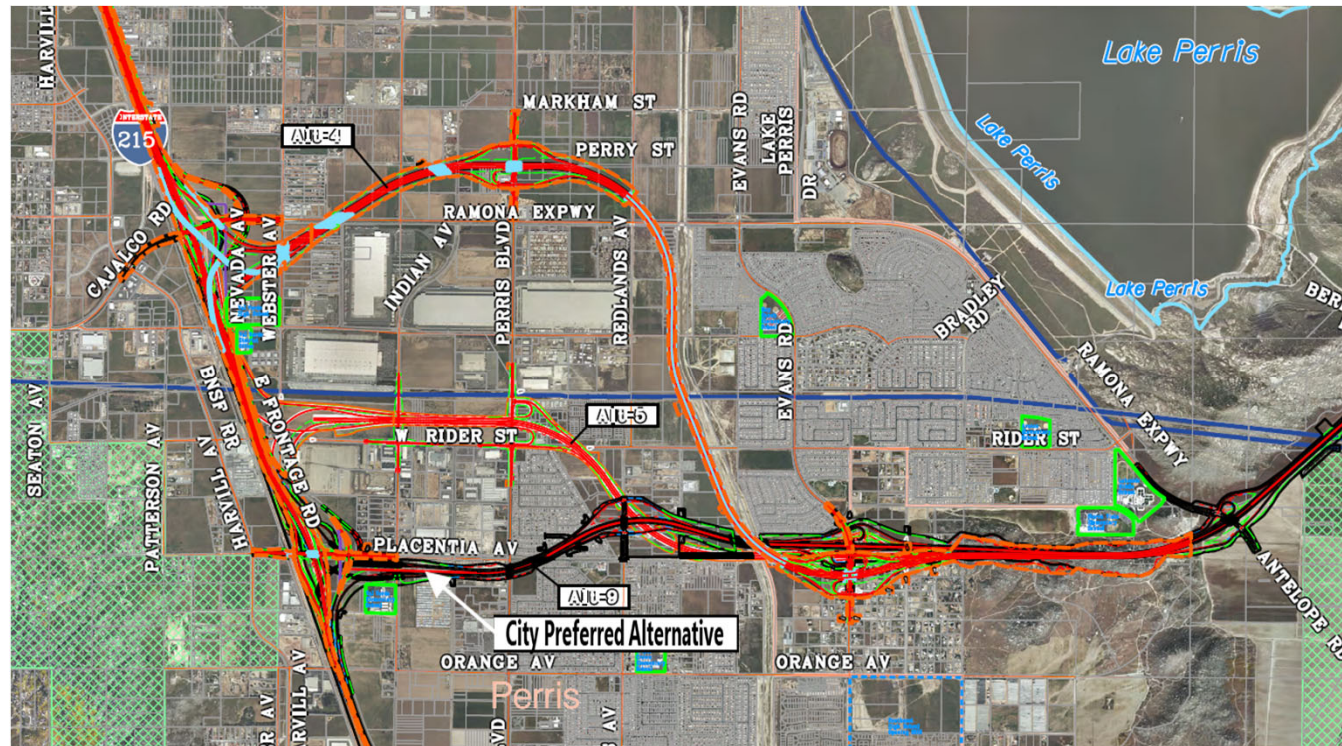 HARVILL
INTERSTATE
215
MARKHAM ST
PERRY ST
Alt-4
EVANS RD
LAKE PERRIS
DR
Lake Perris
Lake Perris
Lake Perris
CAJALCO RD
NEVADA AV
WEBSTER AV
RAMONA EXPWY
INDIAN AV
PERRIS BLVD
REDLANDS AV
BRADLEY RD
EVANS RD
RAMONA EXPWY
SEATON AV
PATTERSON AV
BNSF RR
HARVILL AV
E FRONTAGE RD
W RIDER ST
RIDER ST
PLACENTIA AV
Alt-9
City Preferred Alternative
ANTELOPE RD
ORANGE AV
ORANGE AV
Perris
ARVILL AV